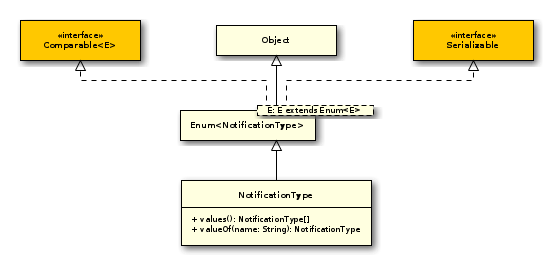 «interface»
Comparable<E>
Object
«interface»
Serializable
E: E extends Enum<E>
Enum<NotificationType>
NotificationType
+ values(): NotificationType[]
+ valueOf(name: String): NotificationType